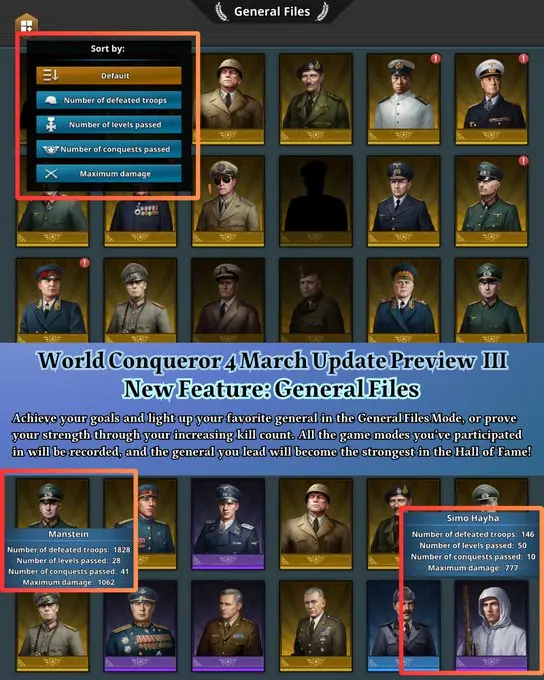 General Files
Sort by:
Default
Number of defeated troops
Number of levels passed
Number of conquests passed
Maximum damage
World Conqueror 4 March Update Preview III
New Feature: General Files
Achieve your goals and light up your favorite general in the General Files Mode, or prove
your strength through your increasing kill count. All the game modes you've participated
in will be recorded, and the general you lead will become the strongest in the Hall of Fame!
Manstein
Number of defeated troops: 1828
Number of levels passed: 28
Number of conquests passed: 41
Maximum damage: 1062
Simo Hayha
Number of defeated troops: 146
Number of levels passed: 50
Number of conquests passed: 10
Maximum damage: 777